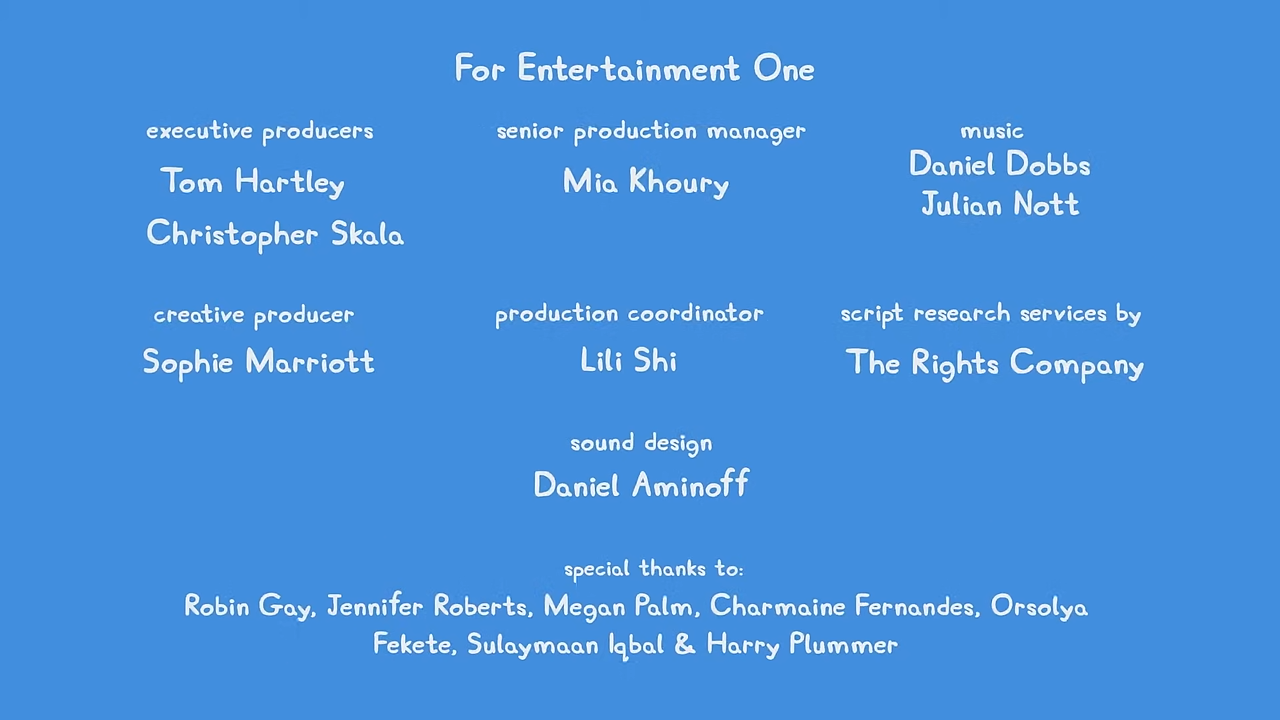 For Entertainment One
executive producers
Tom Hartley
Christopher Skala
senior production manager
Mia Khoury
music
Daniel Dobbs
Julian Nott
creative producer
Sophie Marriott
production coordinator
Lili Shi
script research services by
The Rights Company
sound design
Daniel Aminoff
special thanks to:
Robin Gay, Jennifer Roberts, Megan Palm, Charmaine Fernandes, Orsolya
Fekete, Sulaymaan Iqbal & Harry Plummer